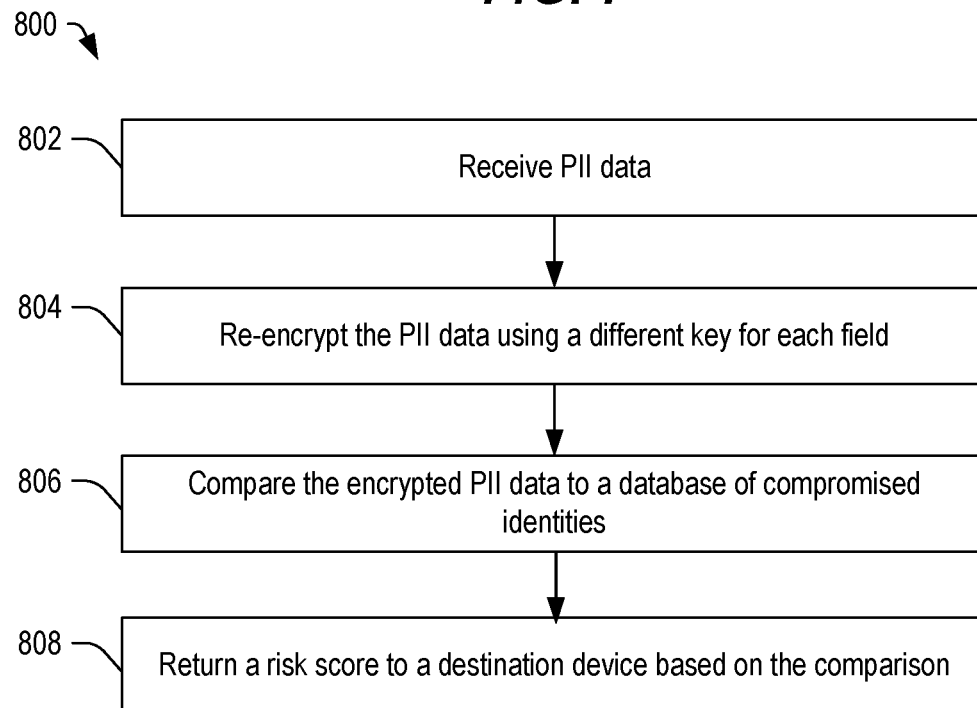 800
802
Receive PII data
804
Re-encrypt the PII data using a different key for each field
806
Compare the encrypted PII data to a database of compromised
identities
808
Return a risk score to a destination device based on the comparison